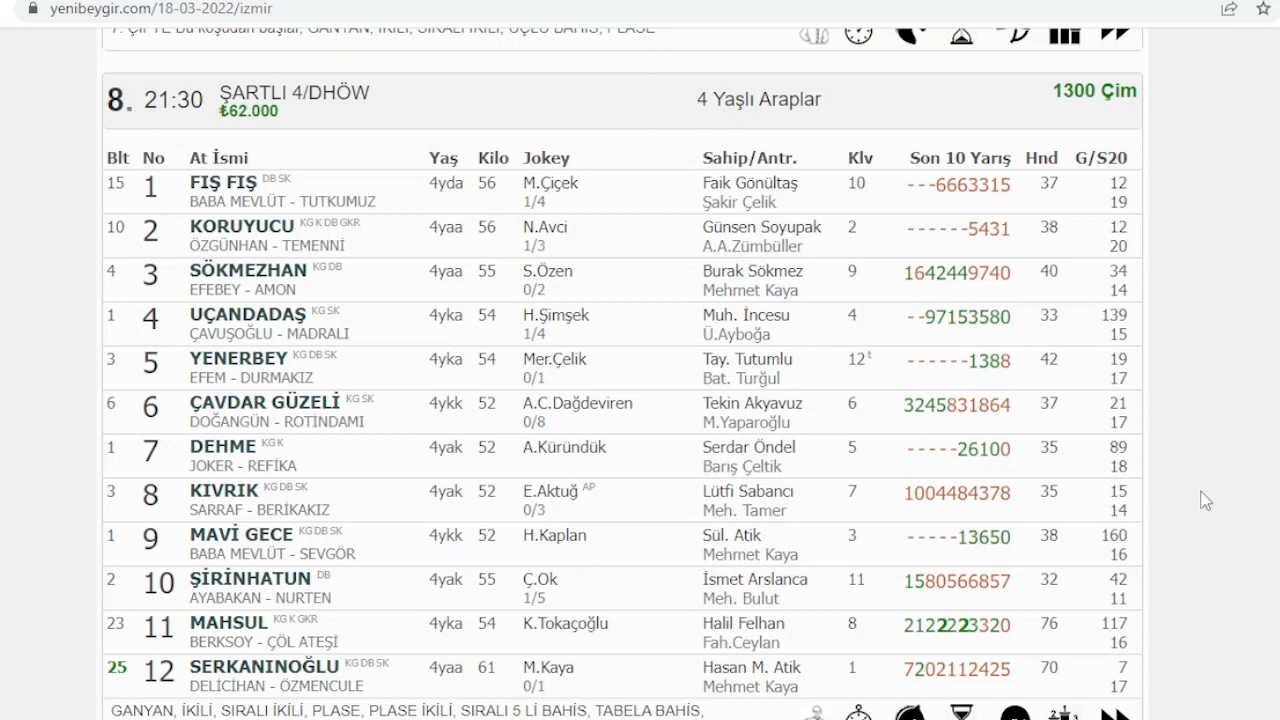 yenibeygir.com/18-03-2022/izmir
7. ÇİFTE Bu koşudan başlar, GANYAN, İKİLİ, SIRALI İKİLİ, ÜÇLÜ BAHİS, PLASE
8. 21:30 ŞARTLI 4/DHÖW 4 Yaşlı Araplar 1300 Çim
₺62.000
Blt No At İsmi Yaş Kilo Jokey Sahip/Antr. Klv Son 10 Yarış Hnd G/S20
15 1 FIŞ FIŞ DB SK 4yda 56 M.Çiçek Faik Gönültaş 10 ---6663315 37 12
BABA MEVLÜT - TUTKUMUZ 1/4 Şakir Çelik 19
10 2 KORUYUCU KG K DB GKR 4yaa 56 N.Avci Günsen Soyupak 2 ------5431 38 12
ÖZGÜNHAN - TEMENNİ 1/3 A.A.Zümbüller 20
4 3 SÖKMEZHAN KG DB 4yaa 55 S.Özen Burak Sökmez 9 1642449740 40 34
EFEBEY - AMON 0/2 Mehmet Kaya 14
1 4 UÇANDADAŞ KG SK 4yka 54 H.Şimşek Muh. İncesu 4 --97153580 33 139
ÇAVUŞOĞLU - MADRALI 1/4 Ü.Ayboğa 15
3 5 YENERBEY KG DB SK 4yka 54 Mer.Çelik Tay. Tutumlu 12 t ------1388 42 19
EFEM - DURMAKIZ 0/1 Bat. Turğul 17
6 6 ÇAVDAR GÜZELİ KG SK 4ykk 52 A.C.Dağdeviren Tekin Akyavuz 6 3245831864 37 21
DOĞANGÜN - ROTİNDAMI 0/8 M.Yaparoğlu 17
1 7 DEHME KG K 4yak 52 A.Küründük Serdar Öndel 5 -----26100 35 89
JOKER - REFİKA Barış Çeltik 18
3 8 KIVRIK KG DB SK 4yak 52 E.Aktuğ AP Lütfi Sabancı 7 1004484378 35 15
SARRAF - BERİKAKIZ 0/3 Meh. Tamer 14
1 9 MAVİ GECE KG DB SK 4ykk 52 H.Kaplan Sül. Atik 3 -----13650 38 160
BABA MEVLÜT - SEVGÖR Mehmet Kaya 16
2 10 ŞİRİNHATUN DB 4yak 55 Ç.Ok İsmet Arslanca 11 1580566857 32 42
AYABAKAN - NURTEN 1/5 Meh. Bulut 11
23 11 MAHSUL KG K GKR 4yka 54 K.Tokaçoğlu Halil Felhan 8 2122223320 76 117
BERKSOY - ÇÖL ATEŞİ Fah.Ceylan 16
25 12 SERKANINOĞLU KG DB SK 4yaa 61 M.Kaya Hasan M. Atik 1 7202112425 70 7
DELİCİHAN - ÖZMENCULE 0/1 Mehmet Kaya 17
GANYAN, İKİLİ, SIRALI İKİLİ, PLASE, PLASE İKİLİ, SIRALI 5 Lİ BAHİS, TABELA BAHİS,